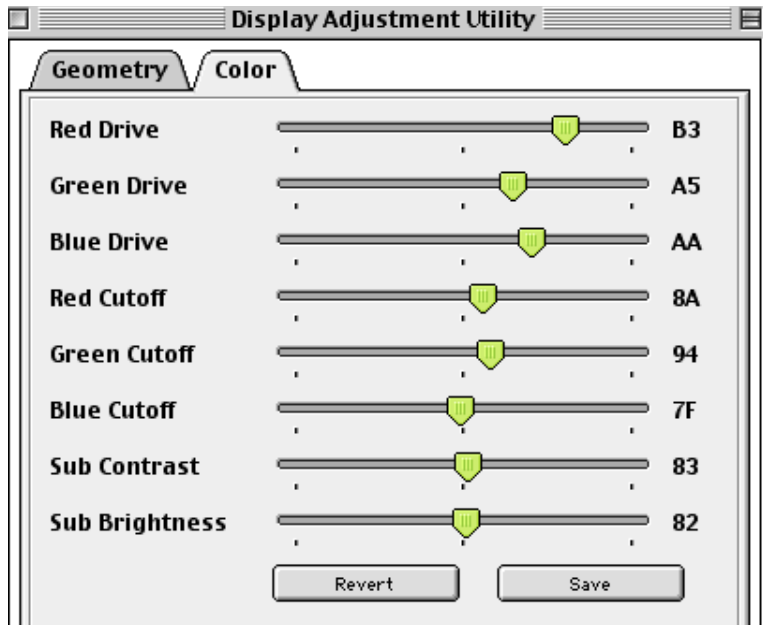 Display Adjustment Utility
Geometry Color
Red Drive B3
Green Drive A5
Blue Drive AA
Red Cutoff 8A
Green Cutoff 94
Blue Cutoff 7F
Sub Contrast 83
Sub Brightness 82
Revert Save